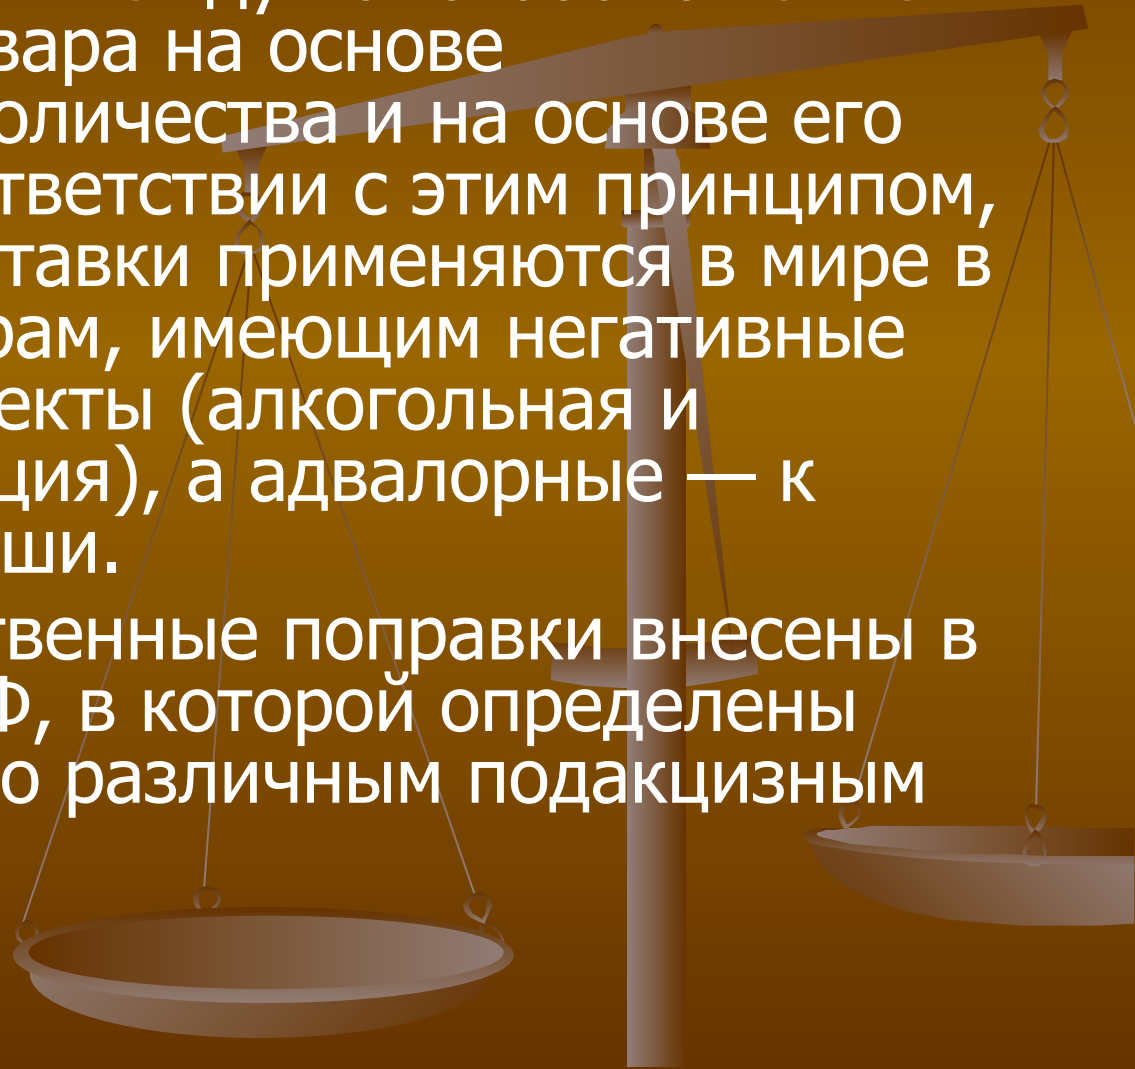 вара на основе
оличества и на основе его
тветствии с этим принципом,
тавки применяются в мире в
рам, имеющим негативные
екты (алкогольная и
ция), а адвалорные — к
ши.
твенные поправки внесены в
Ф, в которой определены
о различным подакцизным